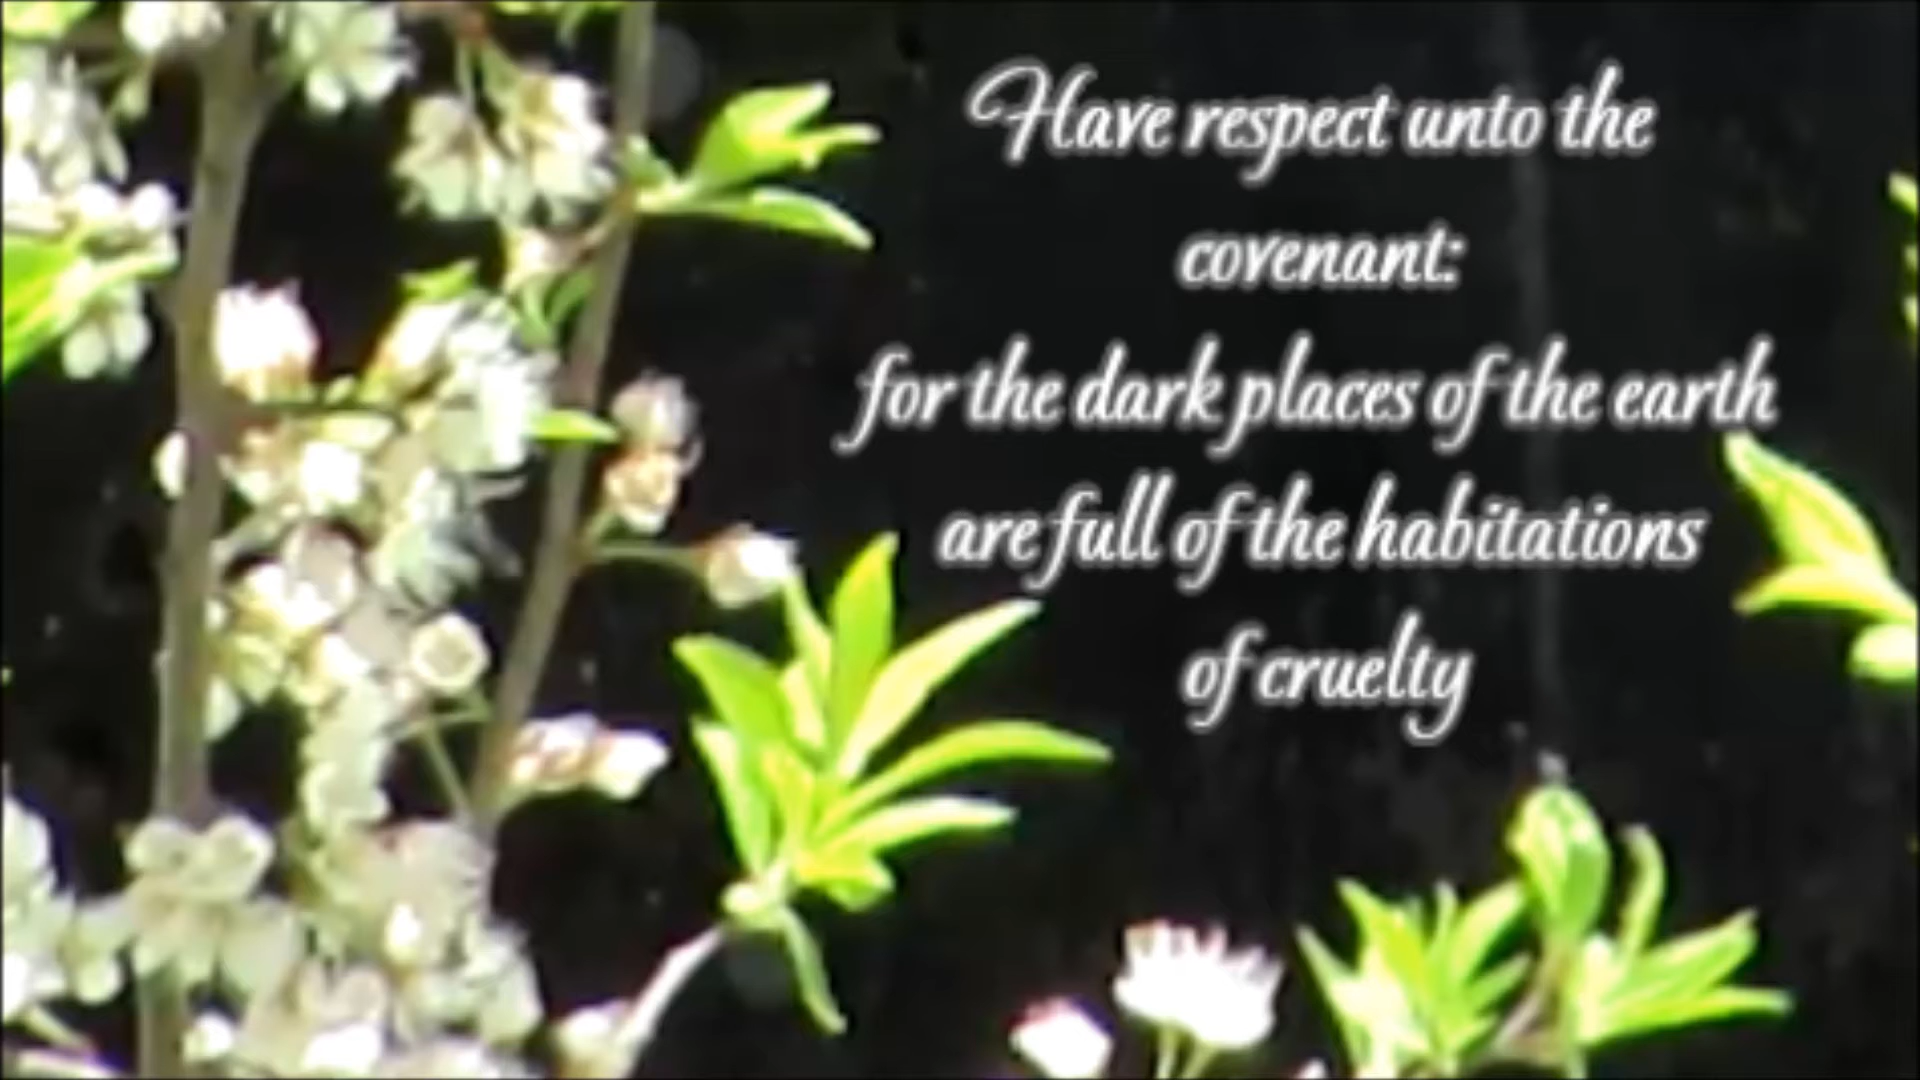 Have respect unto the
covenant:
for the dark places of the earth
are full of the habitations
of cruelty